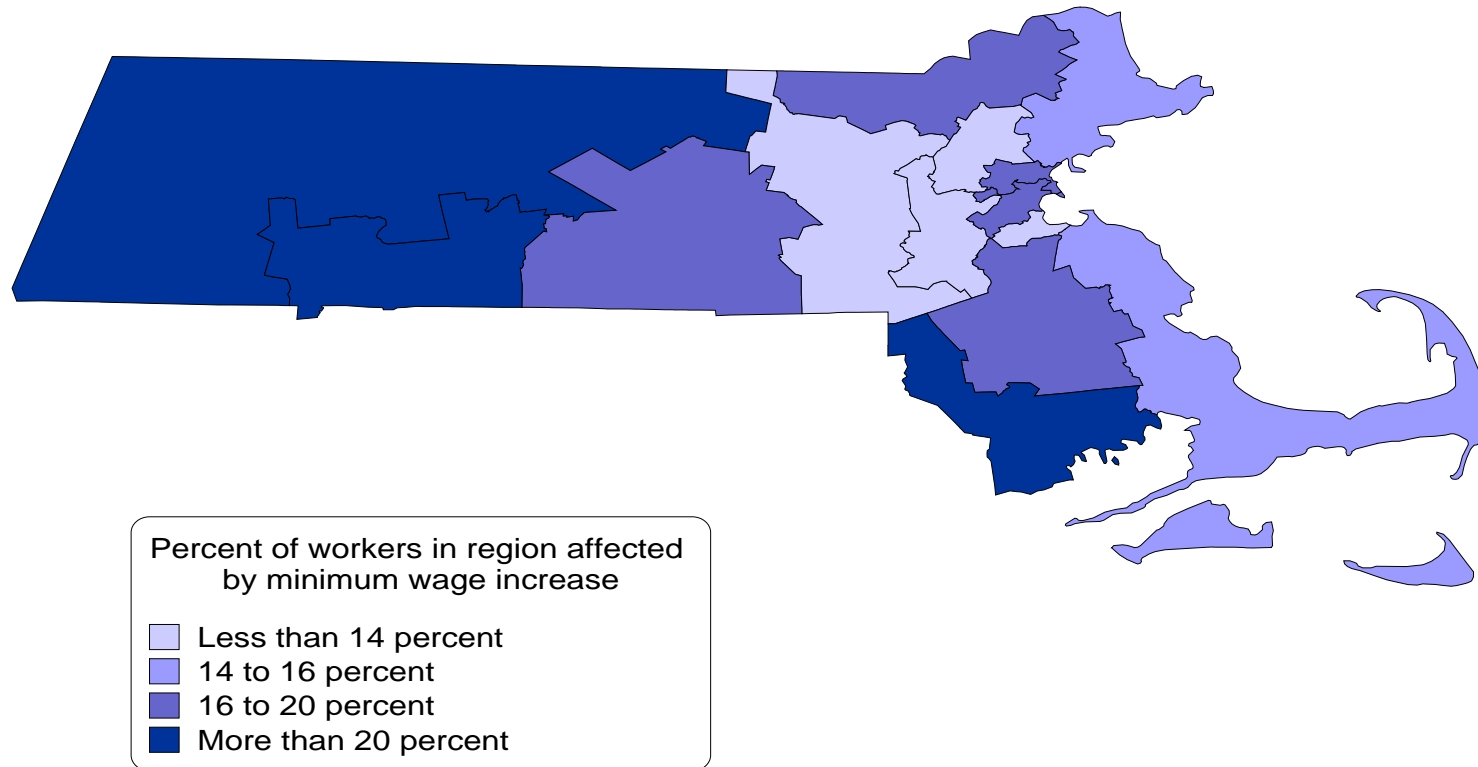 Percent of workers in region affected
by minimum wage increase
Less than 14 percent
14 to 16 percent
16 to 20 percent
More than 20 percent